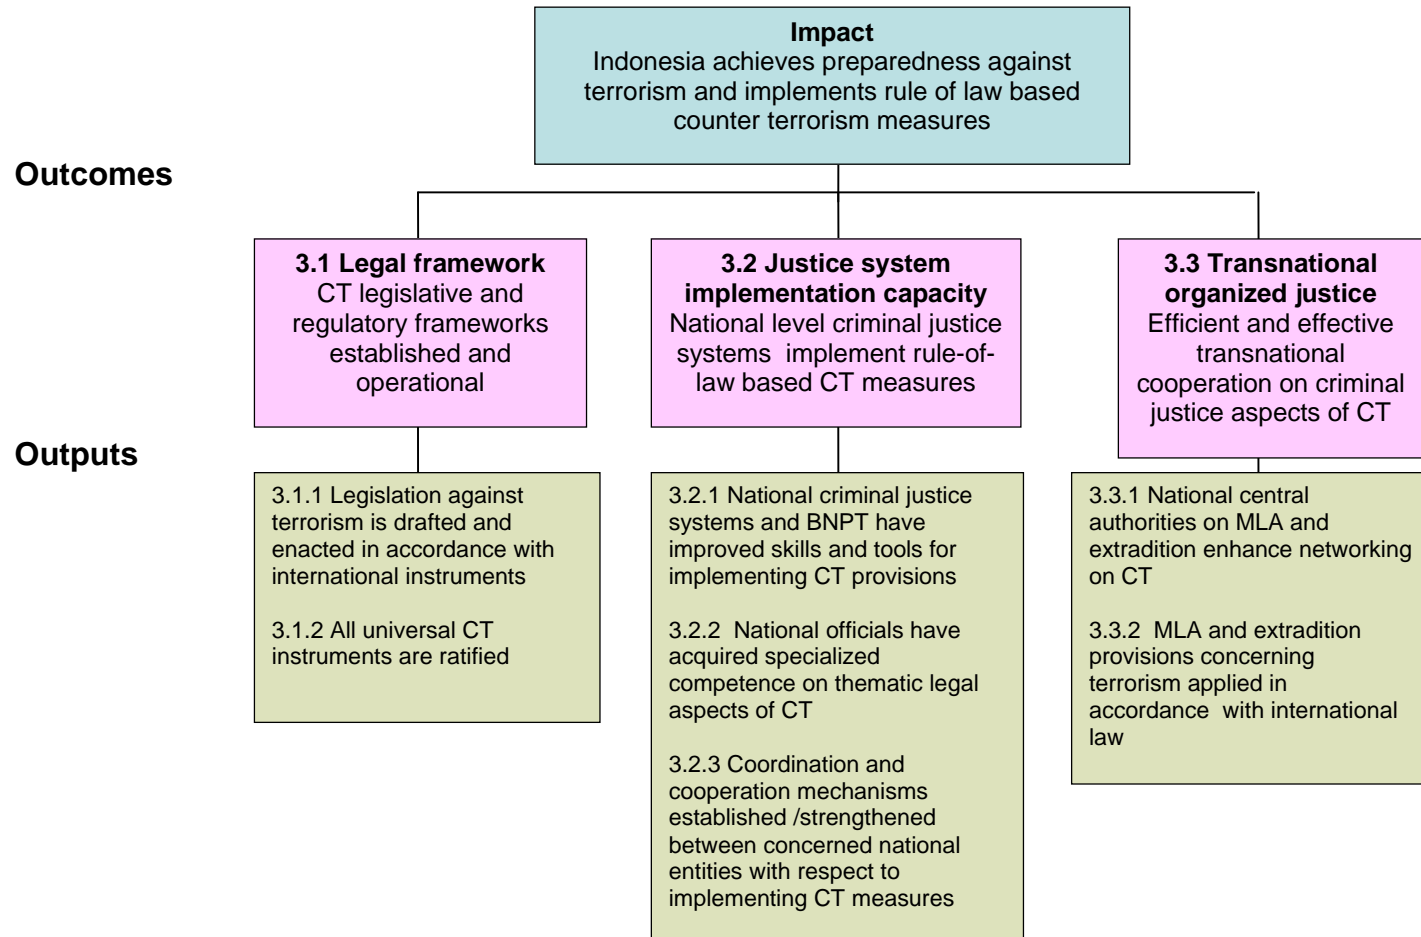 Impact
Indonesia achieves preparedness against
terrorism and implements rule of law based
counter terrorism measures
Outcomes
3.1 Legal framework
CT legislative and
regulatory frameworks
established and
operational
3.2 Justice system
implementation capacity
National level criminal justice
systems  implement rule-of-
law based CT measures
3.3 Transnational
organized justice
Efficient and effective
transnational
cooperation on criminal
justice aspects of CT
Outputs
3.1.1 Legislation against
terrorism is drafted and
enacted in accordance with
international instruments
3.1.2 All universal CT
instruments are ratified
3.2.1 National criminal justice
systems and BNPT have
improved skills and tools for
implementing CT provisions
3.2.2  National officials have
acquired specialized
competence on thematic legal
aspects of CT
3.2.3 Coordination and
cooperation mechanisms
established /strengthened
between concerned national
entities with respect to
implementing CT measures
3.3.1 National central
authorities on MLA and
extradition enhance networking
on CT
3.3.2  MLA and extradition
provisions concerning
terrorism applied in
accordance  with international
law